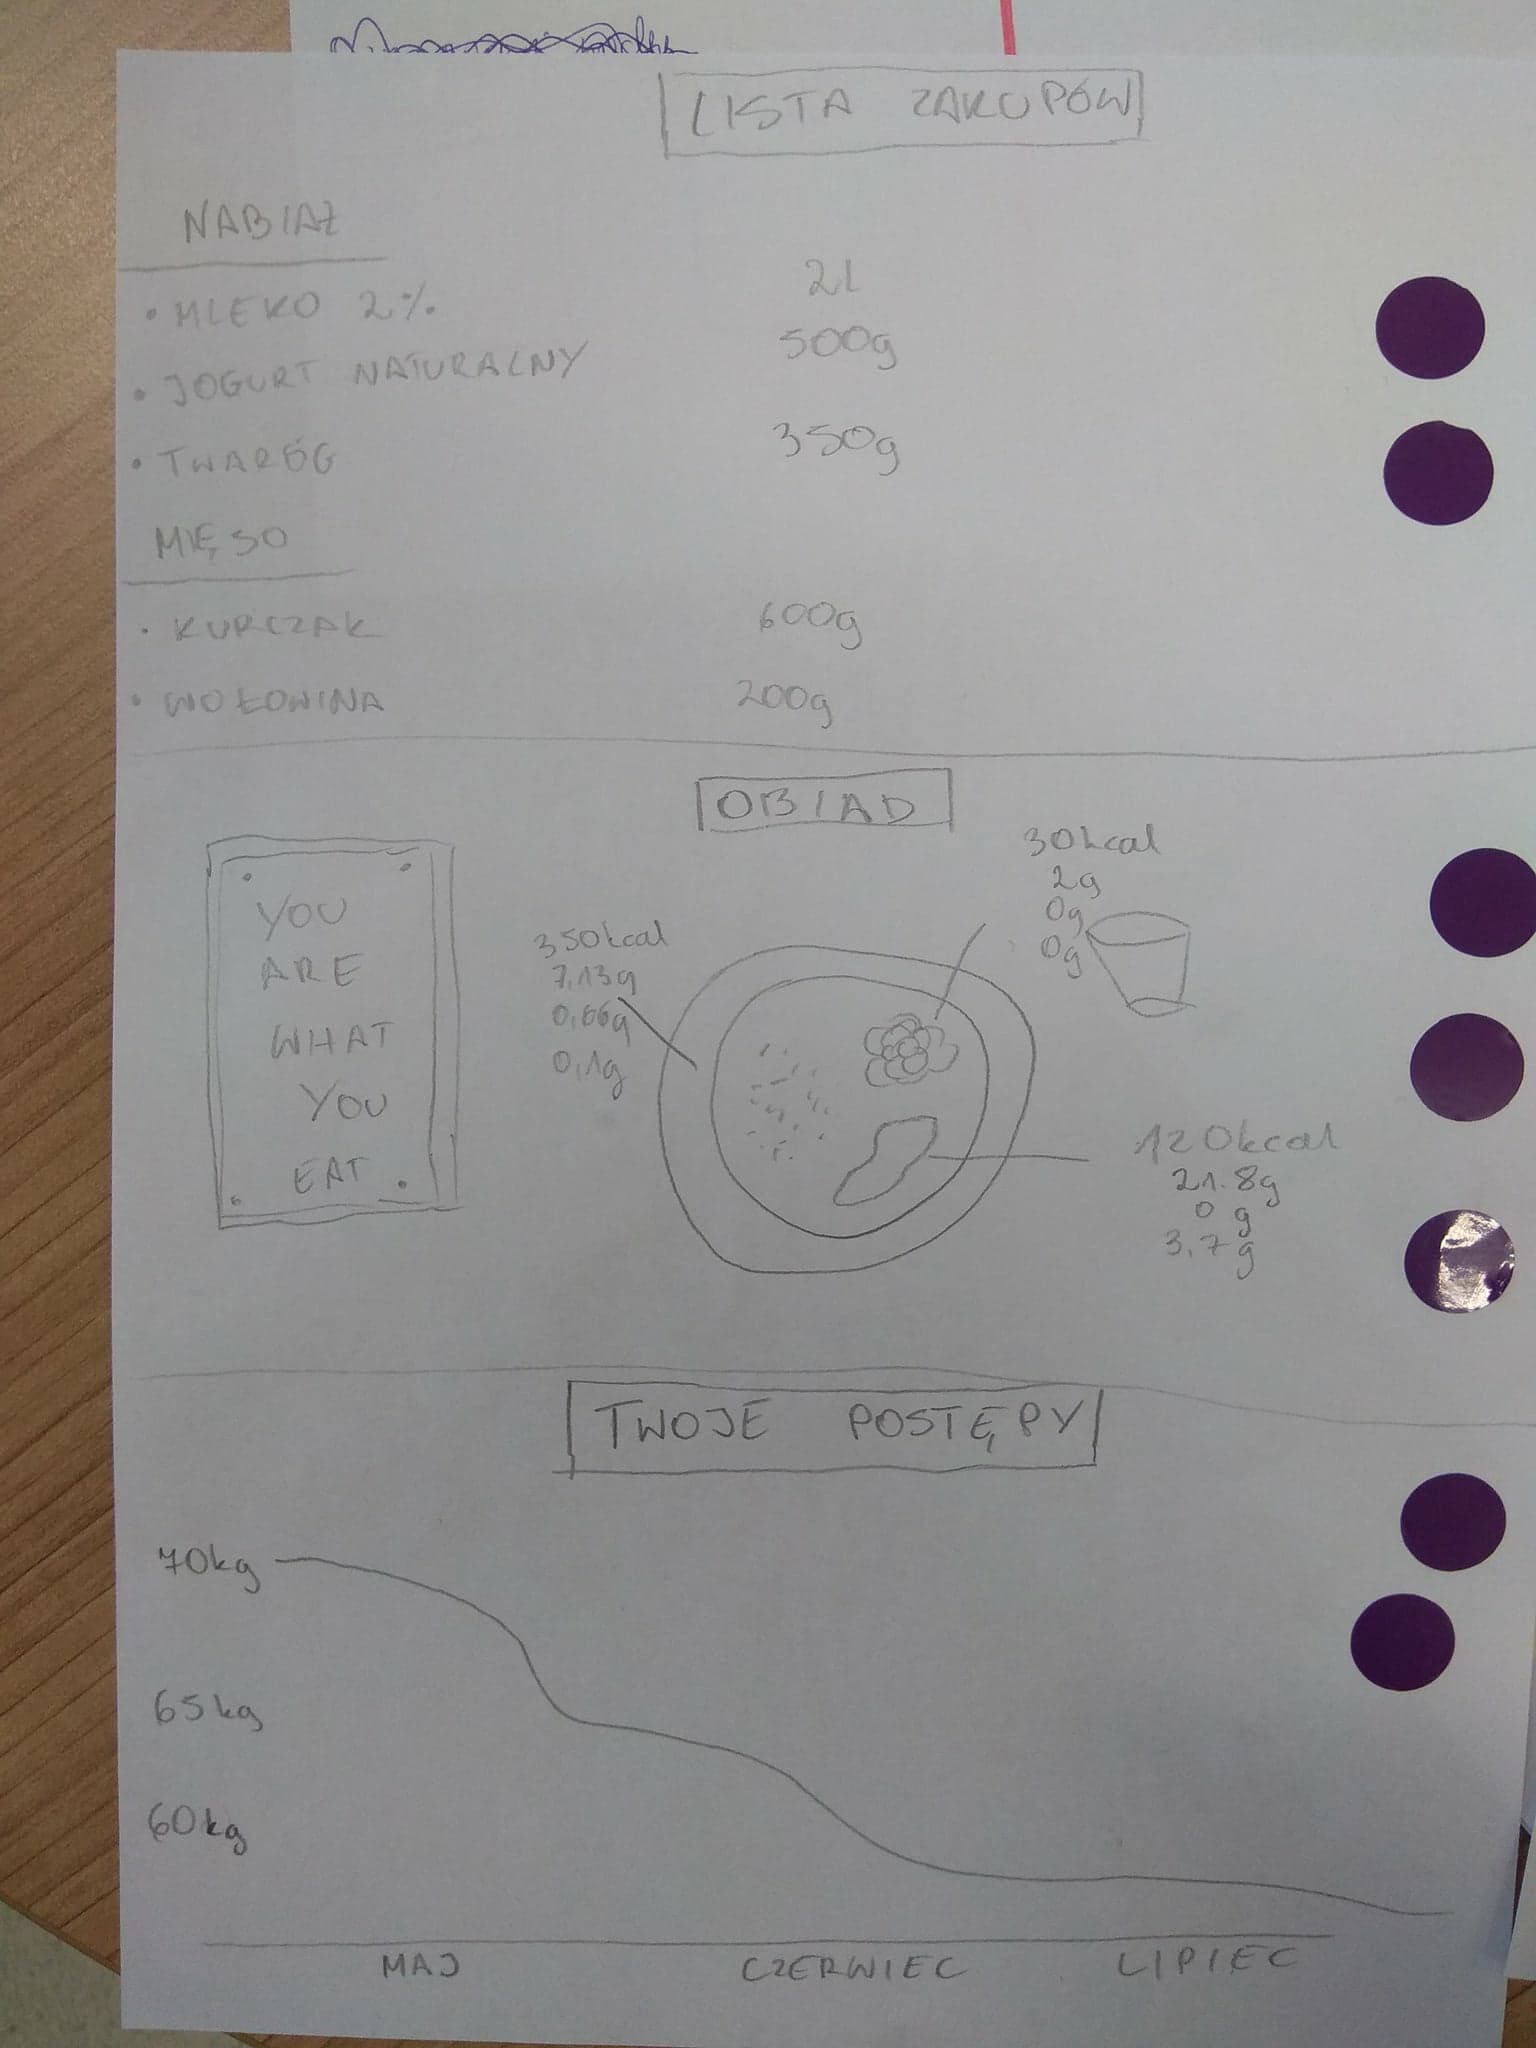 LISTA ZAKUPÓW
NABIAŁ
• MLEKO 2% 2L
• JOGURT NATURALNY 500g
• TWARÓG 350g
MIĘSO
• KURCZAK 600g
• WOŁOWINA 200g
OBIAD
YOU
ARE
WHAT
YOU
EAT
350kcal
7,13g
0,66g
0,1g
30kcal
2g
0g
0g
120kcal
21.8g
0g
3,7g
TWOJE POSTĘPY
70kg
65kg
60kg
MAJ CZERWIEC LIPIEC